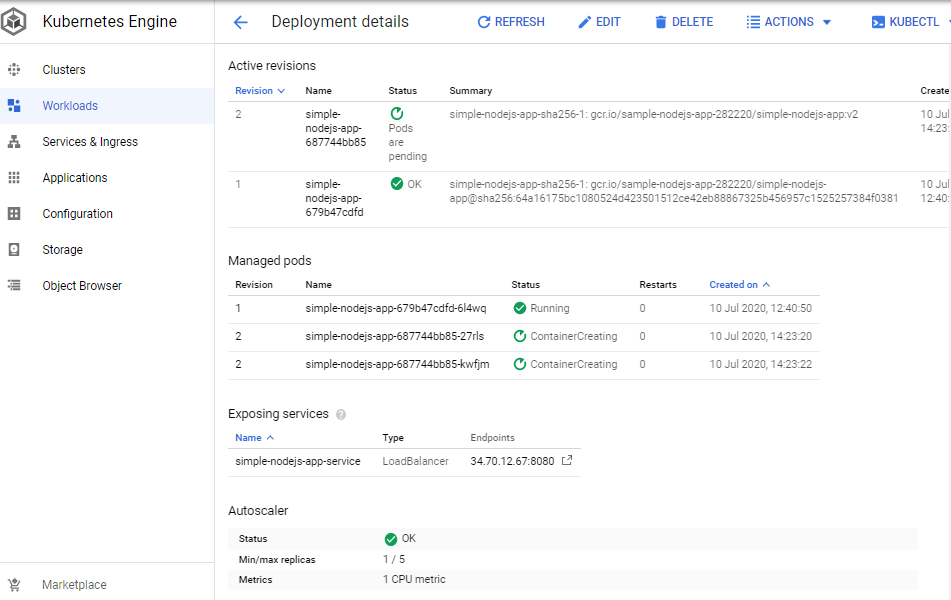 Kubernetes Engine
Deployment details
REFRESH
EDIT
DELETE
ACTIONS
KUBECTL
Clusters
Workloads
Services & Ingress
Applications
Configuration
Storage
Object Browser
Marketplace
Active revisions
Revision Name Status Summary Create
2 simple- simple-nodejs-app-sha256-1: gcr.io/sample-nodejs-app-282220/simple-nodejs-app:v2 10 Jul
nodejs-app- Pods 14:23:
687744bb85 are
pending
1 simple- OK simple-nodejs-app-sha256-1: gcr.io/sample-nodejs-app-282220/simple-nodejs- 10 Jul
nodejs-app- app@sha256:64a16175bc1080524d423501512ce42eb88867325b456957c1525257384f0381 12:40:
679b47cdfd
Managed pods
Revision Name Status Restarts Created on
1 simple-nodejs-app-679b47cdfd-6l4wq Running 0 10 Jul 2020, 12:40:50
2 simple-nodejs-app-687744bb85-27rls ContainerCreating 0 10 Jul 2020, 14:23:20
2 simple-nodejs-app-687744bb85-kwfjm ContainerCreating 0 10 Jul 2020, 14:23:22
Exposing services ?
Name Type Endpoints
simple-nodejs-app-service LoadBalancer 34.70.12.67:8080
Autoscaler
Status OK
Min/max replicas 1 / 5
Metrics 1 CPU metric